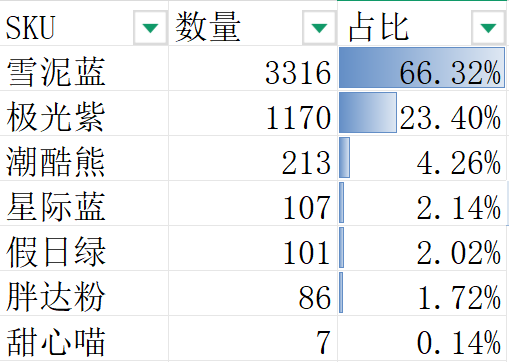 SKU 数量 占比
雪泥蓝 3316 66.32%
极光紫 1170 23.40%
潮酷熊 213 4.26%
星际蓝 107 2.14%
假日绿 101 2.02%
胖达粉 86 1.72%
甜心喵 7 0.14%